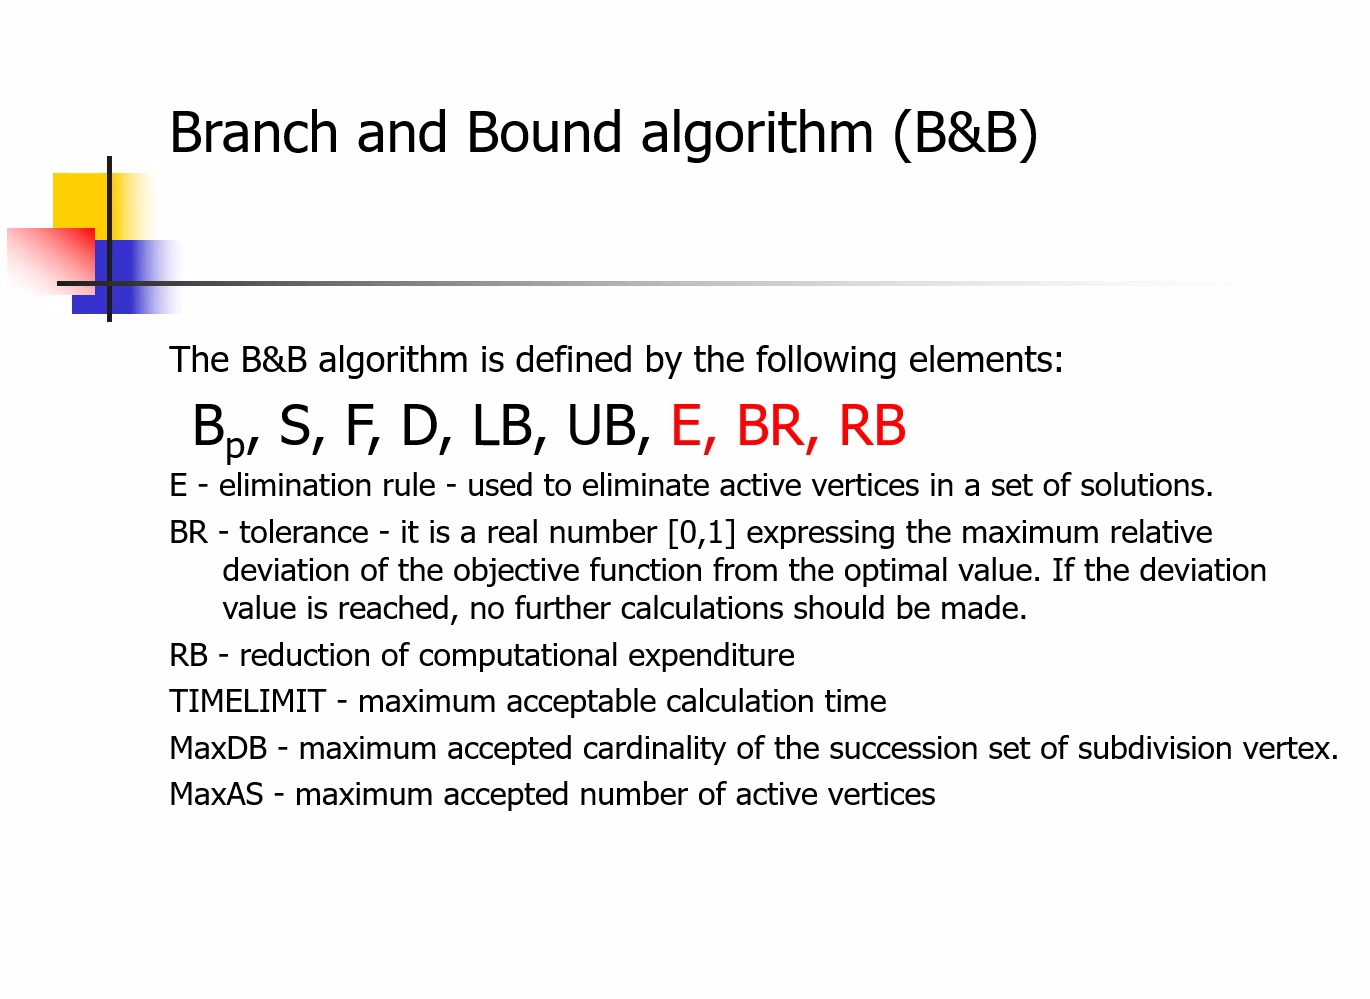 Branch and Bound algorithm (B&B)
The B&B algorithm is defined by the following elements:
Bp, S, F, D, LB, UB, E, BR, RB
E - elimination rule - used to eliminate active vertices in a set of solutions.
BR - tolerance - it is a real number [0,1] expressing the maximum relative
deviation of the objective function from the optimal value. If the deviation
value is reached, no further calculations should be made.
RB - reduction of computational expenditure
TIMELIMIT - maximum acceptable calculation time
MaxDB - maximum accepted cardinality of the succession set of subdivision vertex.
MaxAS - maximum accepted number of active vertices